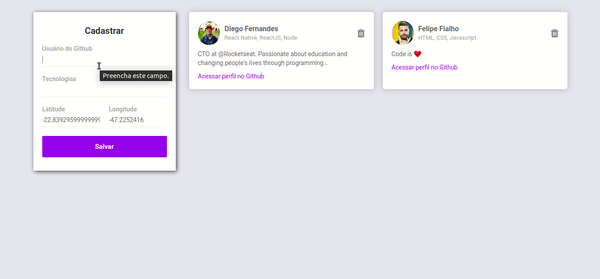 Cadastrar
Usuário do Github
Preencha este campo.
Tecnologias
Latitude
Longitude
-22.8392959999999
-47.2252416
Salvar
Diego Fernandes
React Native, ReactJS, Node
CTO at @Rocketseat. Passionate about education and
changing people's lives through programming...
Acessar perfil no Github
Felipe Fialho
HTML, CSS, Javascript
Code is ❤️
Acessar perfil no Github